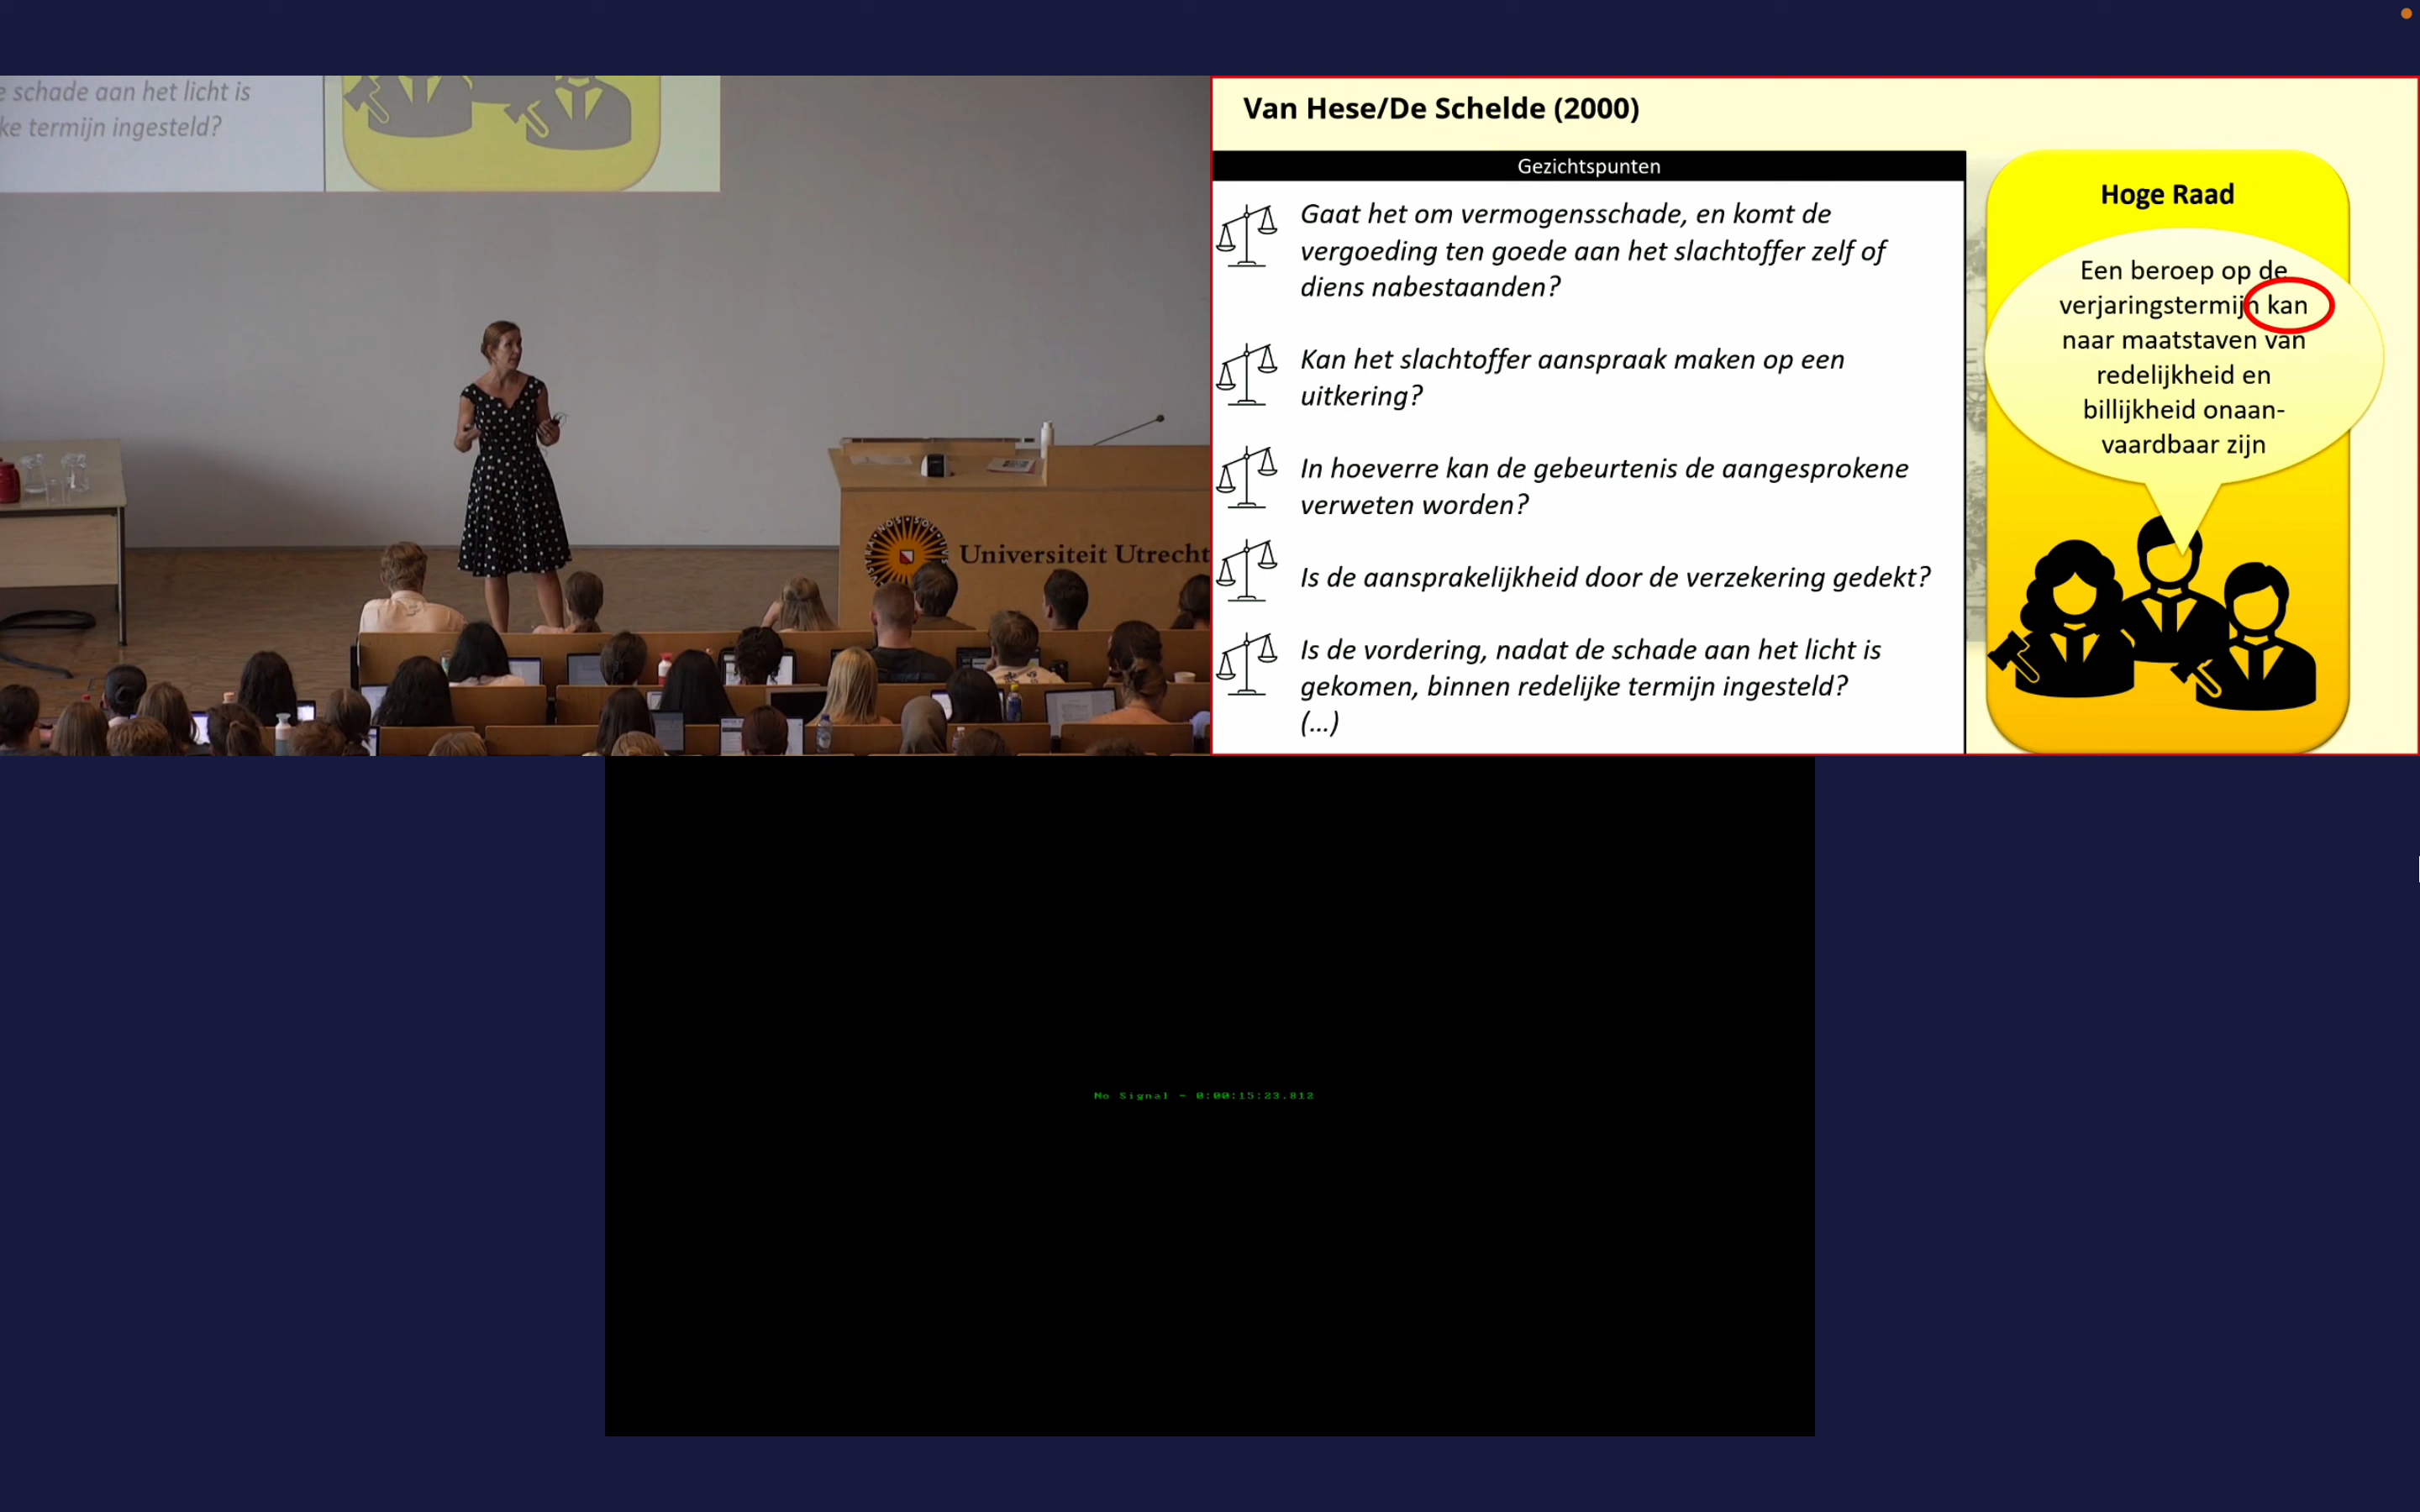 e schade aan het licht is
ke termijn ingesteld?
Universiteit Utrecht
Van Hese/De Schelde (2000)
Gezichtspunten
Gaat het om vermogensschade, en komt de
vergoeding ten goede aan het slachtoffer zelf of
diens nabestaanden?
Kan het slachtoffer aanspraak maken op een
uitkering?
In hoeverre kan de gebeurtenis de aangesprokene
verweten worden?
Is de aansprakelijkheid door de verzekering gedekt?
Is de vordering, nadat de schade aan het licht is
gekomen, binnen redelijke termijn ingesteld?
(...)
Hoge Raad
Een beroep op de
verjaringstermijn kan
naar maatstaven van
redelijkheid en
billijkheid onaan-
vaardbaar zijn
No Signal - 0:00:15:23.812